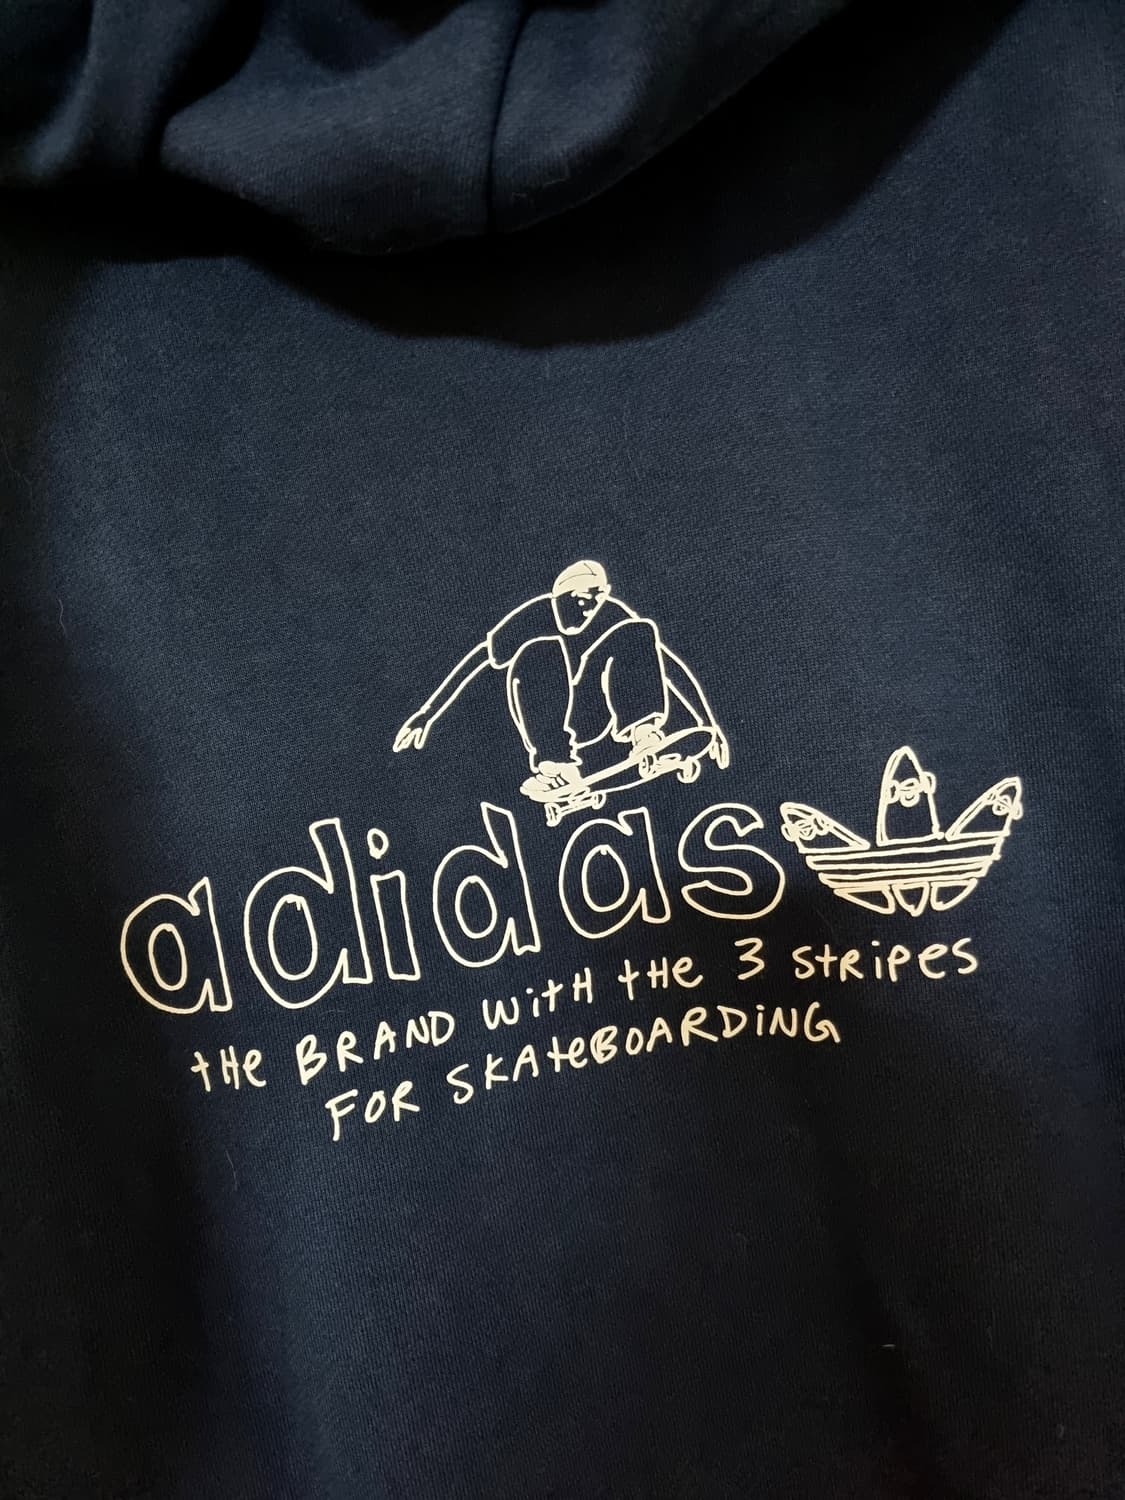 adidas
tHe BRAND WitH tHe 3 stRipes
FOR SKAteBOARDiNG